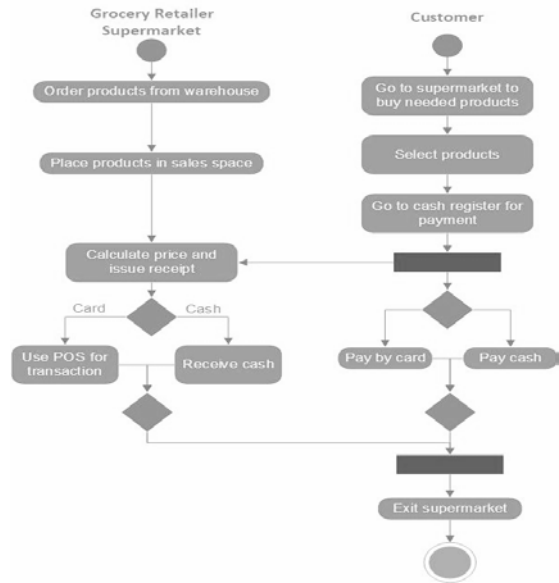 Grocery Retailer
Supermarket
Customer
Order products from warehouse
Go to supermarket to
buy needed products
Place products in sales space
Select products
Go to cash register for
payment
Calculate price and
issue receipt
Card
Cash
Use POS for
transaction
Receive cash
Pay by card
Pay cash
Exit supermarket